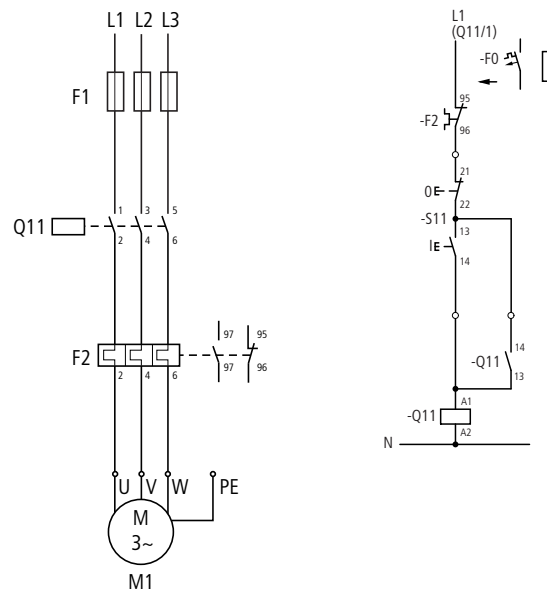 L1 L2 L3
F1
Q11
1 3 5
2 4 6
F2
97 95
97 96
2 4 6
U V W PE
M
3~
M1
L1
(Q11/1)
-F0
95
-F2
96
21
0E
22
-S11
13
IE
14
14
-Q11
13
A1
-Q11
A2
N